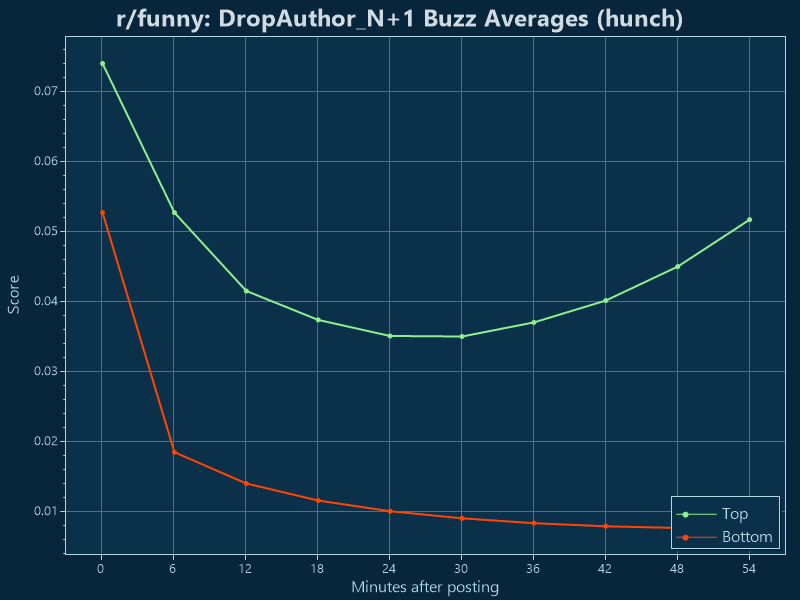 r/funny: DropAuthor_N+1 Buzz Averages (hunch)
0.07
0.06
0.05
0.04
0.03
0.02
0.01
Score
Top
Bottom
0 6 12 18 24 30 36 42 48 54
Minutes after posting